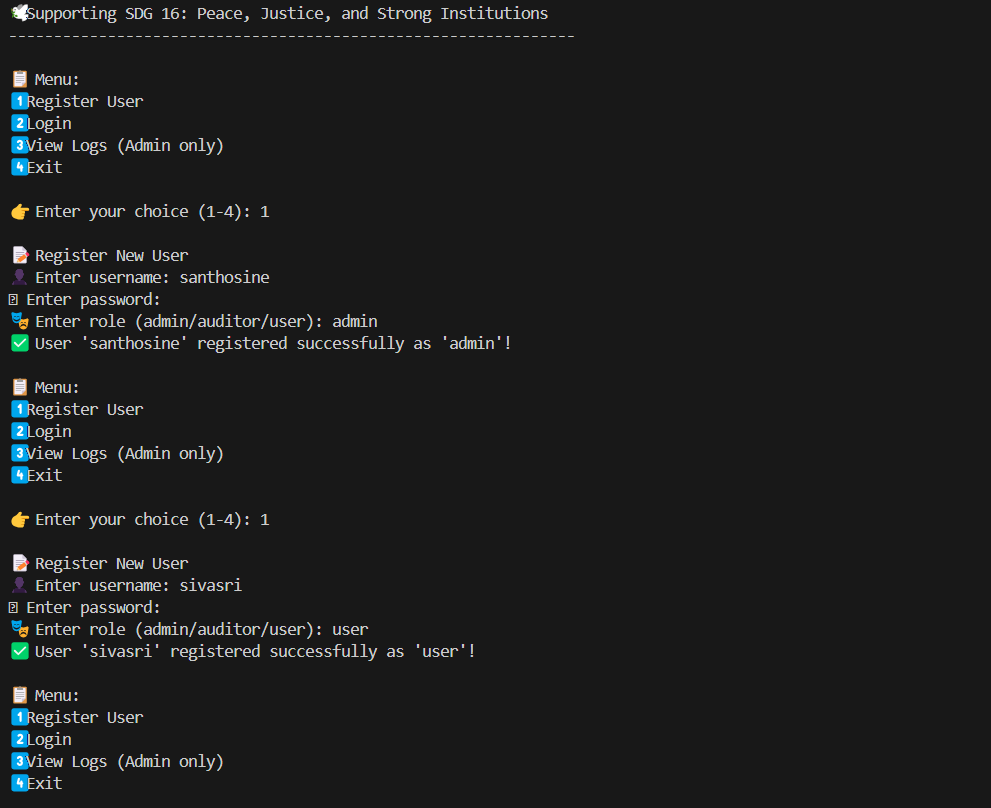 🕊️Supporting SDG 16: Peace, Justice, and Strong Institutions
---------------------------------------------------------------
📋 Menu:
1️⃣Register User
2️⃣Login
3️⃣View Logs (Admin only)
4️⃣Exit
👉 Enter your choice (1-4): 1
📝 Register New User
👤 Enter username: santhosine
Enter password:
🎭 Enter role (admin/auditor/user): admin
✅ User 'santhosine' registered successfully as 'admin'!
📋 Menu:
1️⃣Register User
2️⃣Login
3️⃣View Logs (Admin only)
4️⃣Exit
👉 Enter your choice (1-4): 1
📝 Register New User
👤 Enter username: sivasri
Enter password:
🎭 Enter role (admin/auditor/user): user
✅ User 'sivasri' registered successfully as 'user'!
📋 Menu:
1️⃣Register User
2️⃣Login
3️⃣View Logs (Admin only)
4️⃣Exit